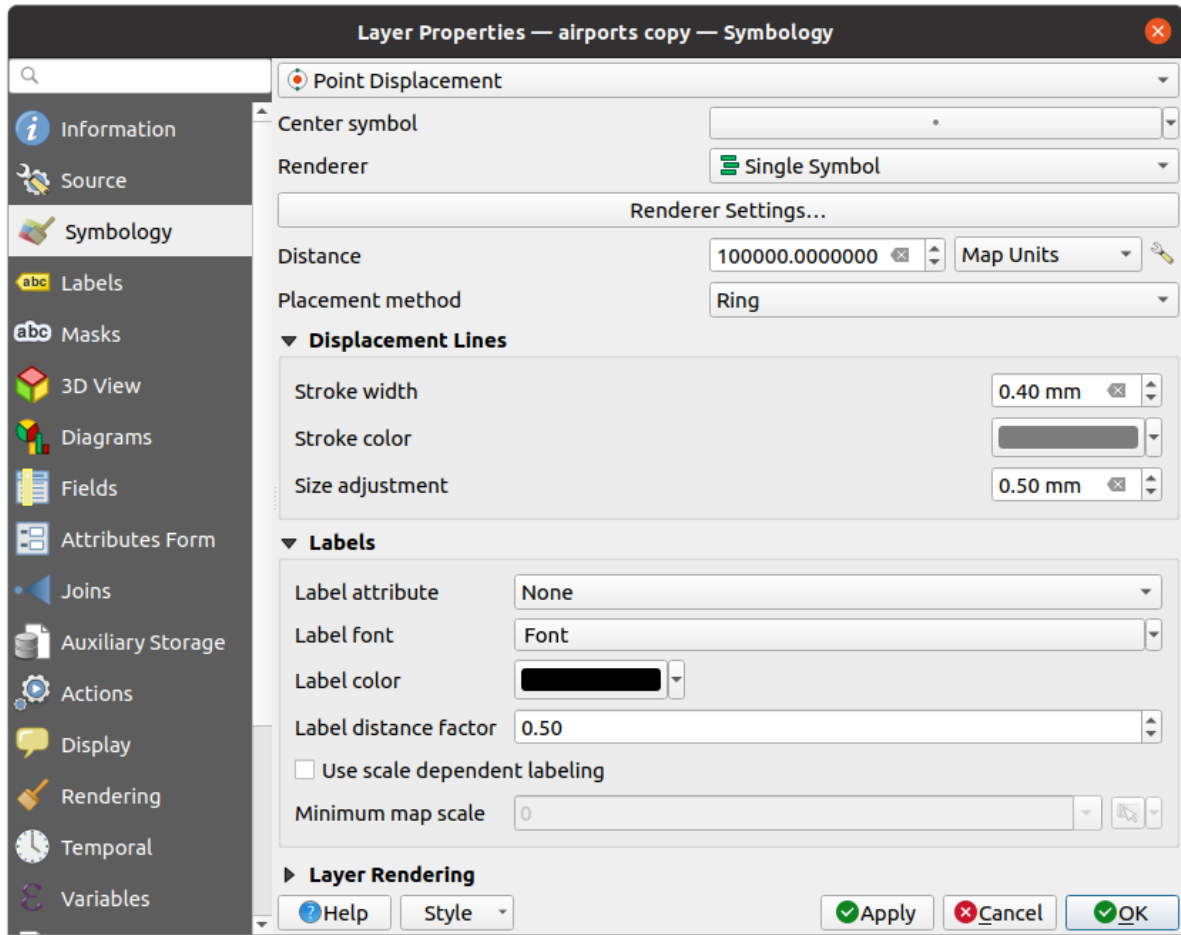 Layer Properties — airports copy — Symbology
Information
Source
Symbology
abc Labels
abc Masks
3D View
Diagrams
Fields
Attributes Form
Joins
Auxiliary Storage
Actions
Display
Rendering
Temporal
Variables
Point Displacement
Center symbol
Renderer Single Symbol
Renderer Settings…
Distance 100000.0000000 Map Units
Placement method Ring
Displacement Lines
Stroke width 0.40 mm
Stroke color
Size adjustment 0.50 mm
Labels
Label attribute None
Label font Font
Label color
Label distance factor 0.50
Use scale dependent labeling
Minimum map scale 0
Layer Rendering
Help Style Apply Cancel OK